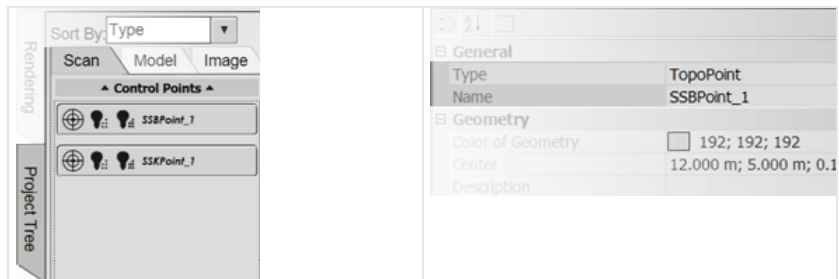 Sort By: Type
Rendering
Scan Model Image
Control Points
SSBPoint_1
SSKPoint_1
Project Tree
General
Type TopoPoint
Name SSBPoint_1
Geometry
Color of Geometry 192; 192; 192
Center 12.000 m; 5.000 m; 0.1
Description